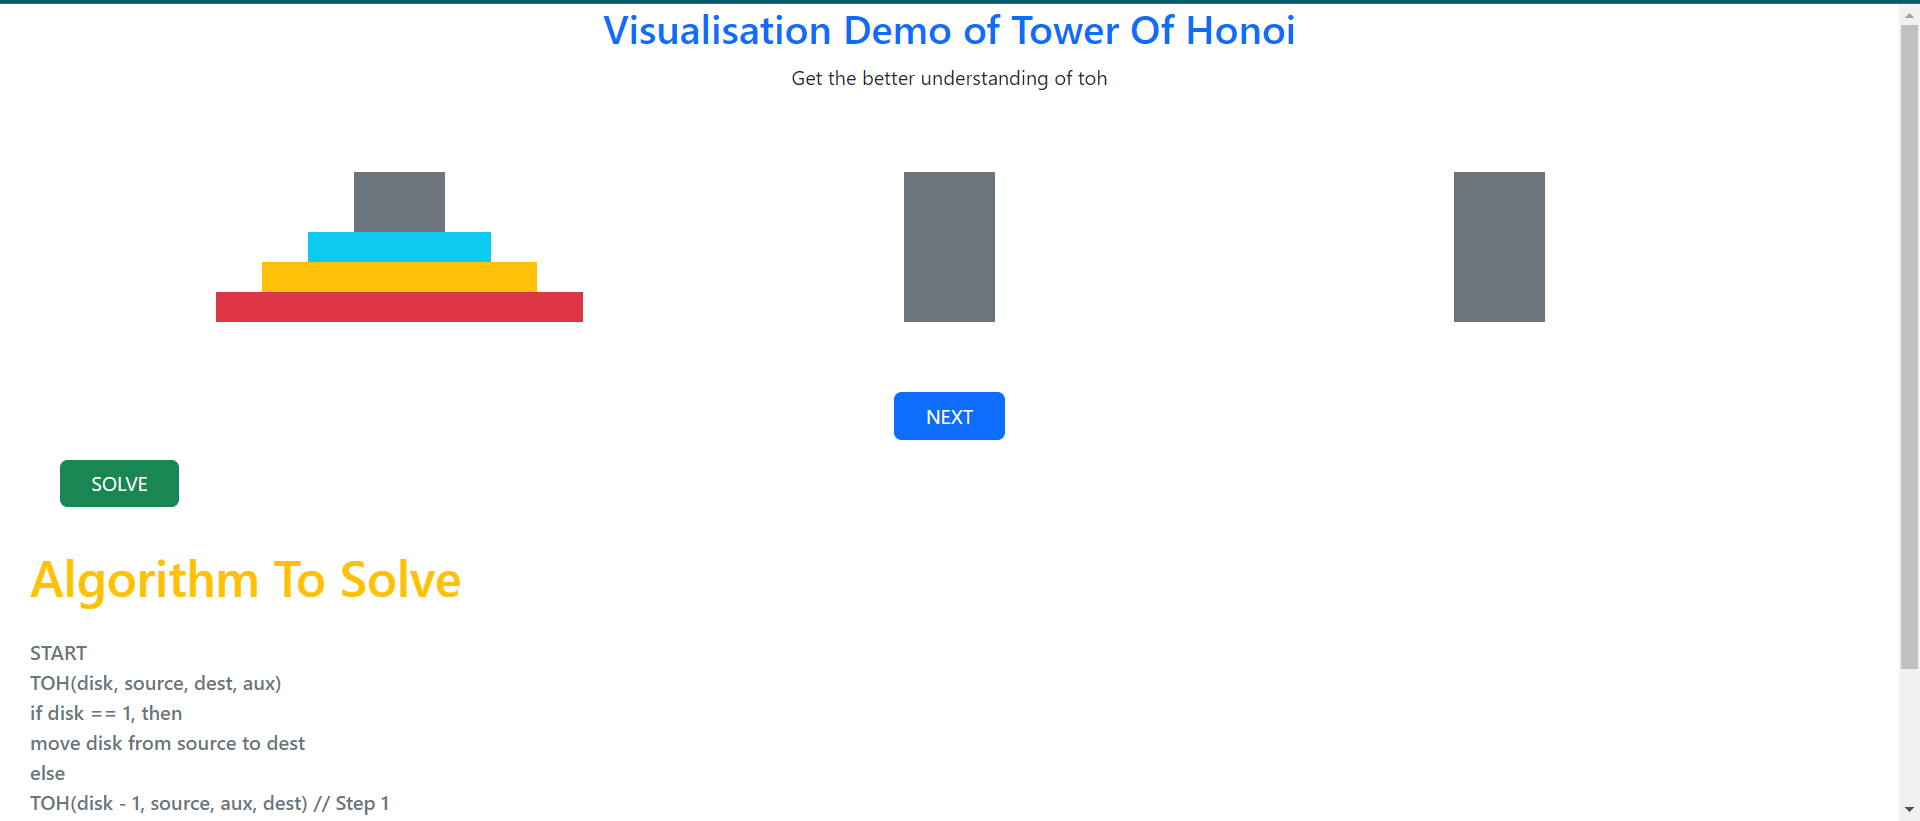 Visualisation Demo of Tower Of Honoi
Get the better understanding of toh
NEXT
SOLVE
Algorithm To Solve
START
TOH(disk, source, dest, aux)
if disk == 1, then
move disk from source to dest
else
TOH(disk - 1, source, aux, dest) // Step 1